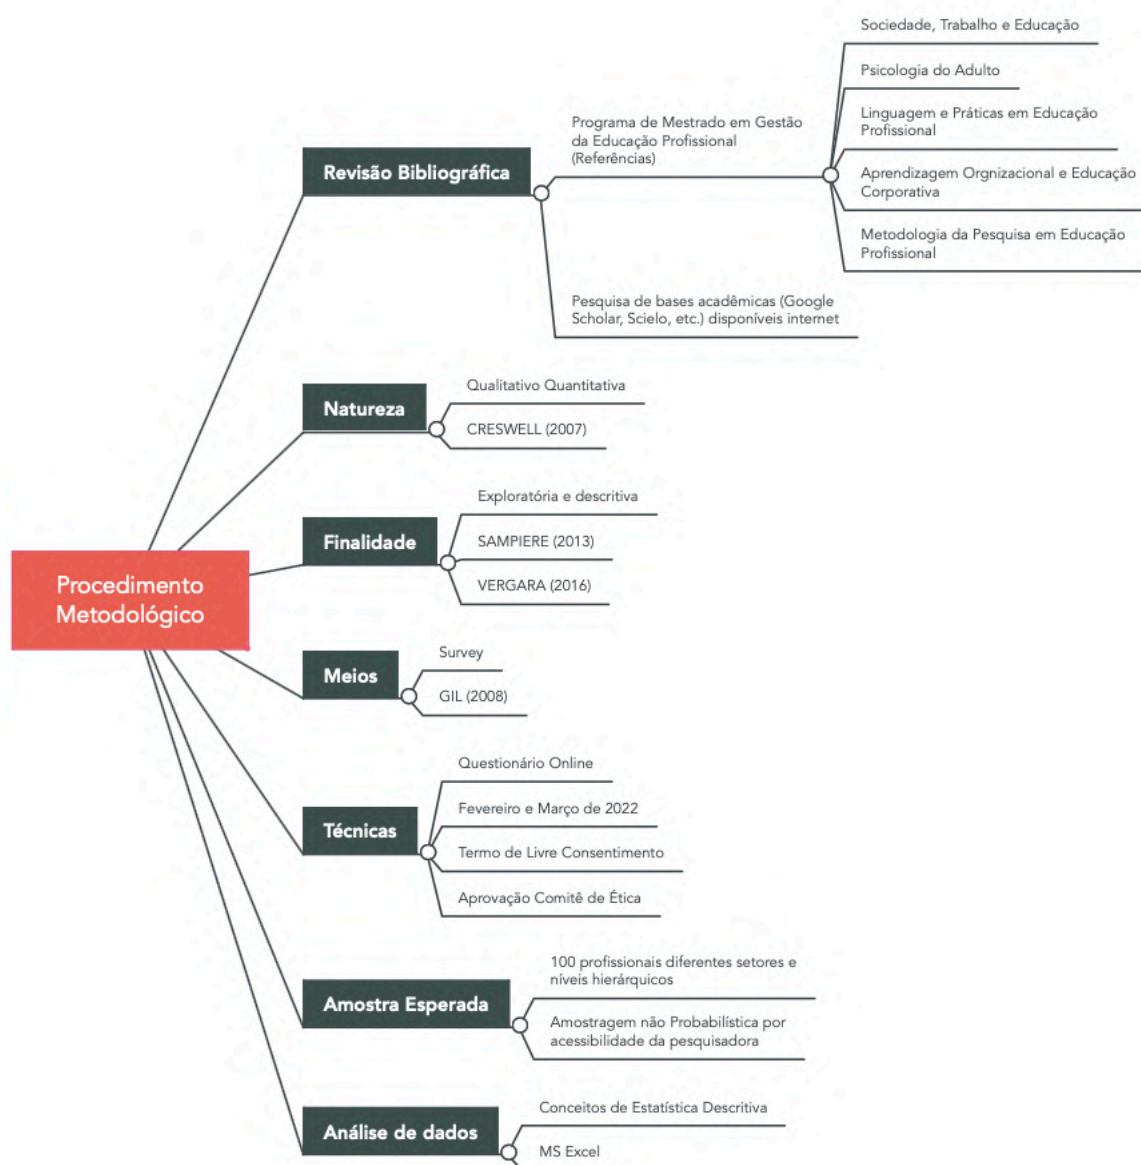 Sociedade, Trabalho e Educação
Psicologia do Adulto
Programa de Mestrado em Gestão
da Educação Profissional
(Referências)
Linguagem e Práticas em Educação
Profissional
Revisão Bibliográfica
Aprendizagem Orgnizacional e Educação
Corporativa
Metodologia da Pesquisa em Educação
Profissional
Pesquisa de bases acadêmicas (Google
Scholar, Scielo, etc.) disponíveis internet
Qualitativo Quantitativa
Natureza
CRESWELL (2007)
Exploratória e descritiva
Finalidade
SAMPIERE (2013)
VERGARA (2016)
Procedimento
Metodológico
Survey
Meios
GIL (2008)
Questionário Online
Fevereiro e Março de 2022
Técnicas
Termo de Livre Consentimento
Aprovação Comitê de Ética
100 profissionais diferentes setores e
níveis hierárquicos
Amostra Esperada
Amostragem não Probabilística por
acessibilidade da pesquisadora
Conceitos de Estatística Descritiva
Análise de dados
MS Excel